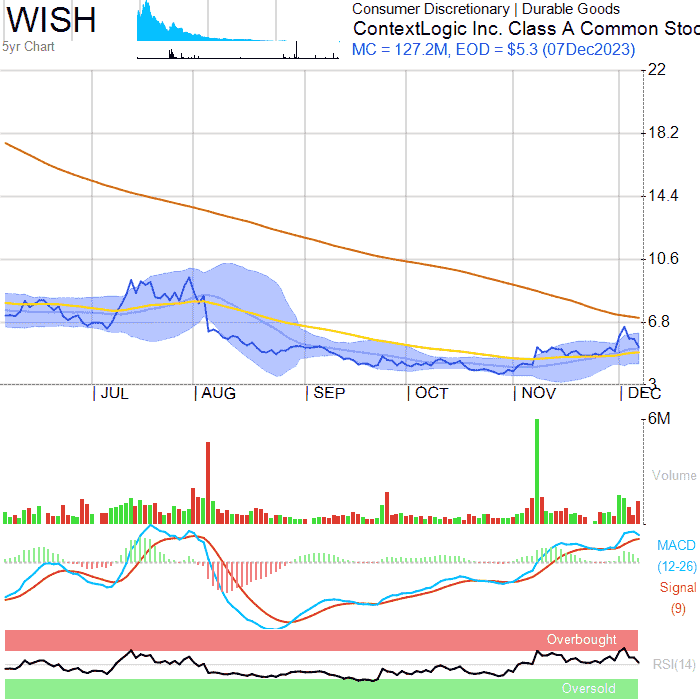 WISH
5yr Chart
Consumer Discretionary | Durable Goods
ContextLogic Inc. Class A Common Stoc
MC = 127.2M, EOD = $5.3 (07Dec2023)
22
18.2
14.4
10.6
6.8
3
JUL AUG SEP OCT NOV DEC
6M
Volume
MACD
(12-26)
Signal
(9)
Overbought
RSI(14)
Oversold